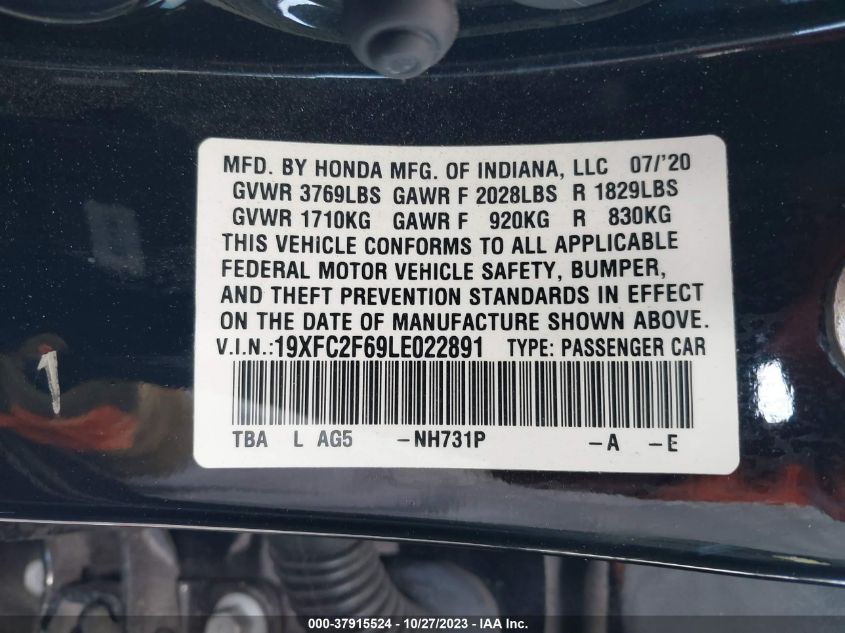 MFD. BY HONDA MFG. OF INDIANA, LLC 07/'20
GVWR 3769LBS GAWR F 2028LBS R 1829LBS
GVWR 1710KG GAWR F 920KG R 830KG
THIS VEHICLE CONFORMS TO ALL APPLICABLE
FEDERAL MOTOR VEHICLE SAFETY, BUMPER,
AND THEFT PREVENTION STANDARDS IN EFFECT
ON THE DATE OF MANUFACTURE SHOWN ABOVE.
V.I.N.:19XFC2F69LE022891 TYPE: PASSENGER CAR
TBA L AG5 -NH731P -A -E
1
000-37915524 | 10/27/2023 | IAA Inc.